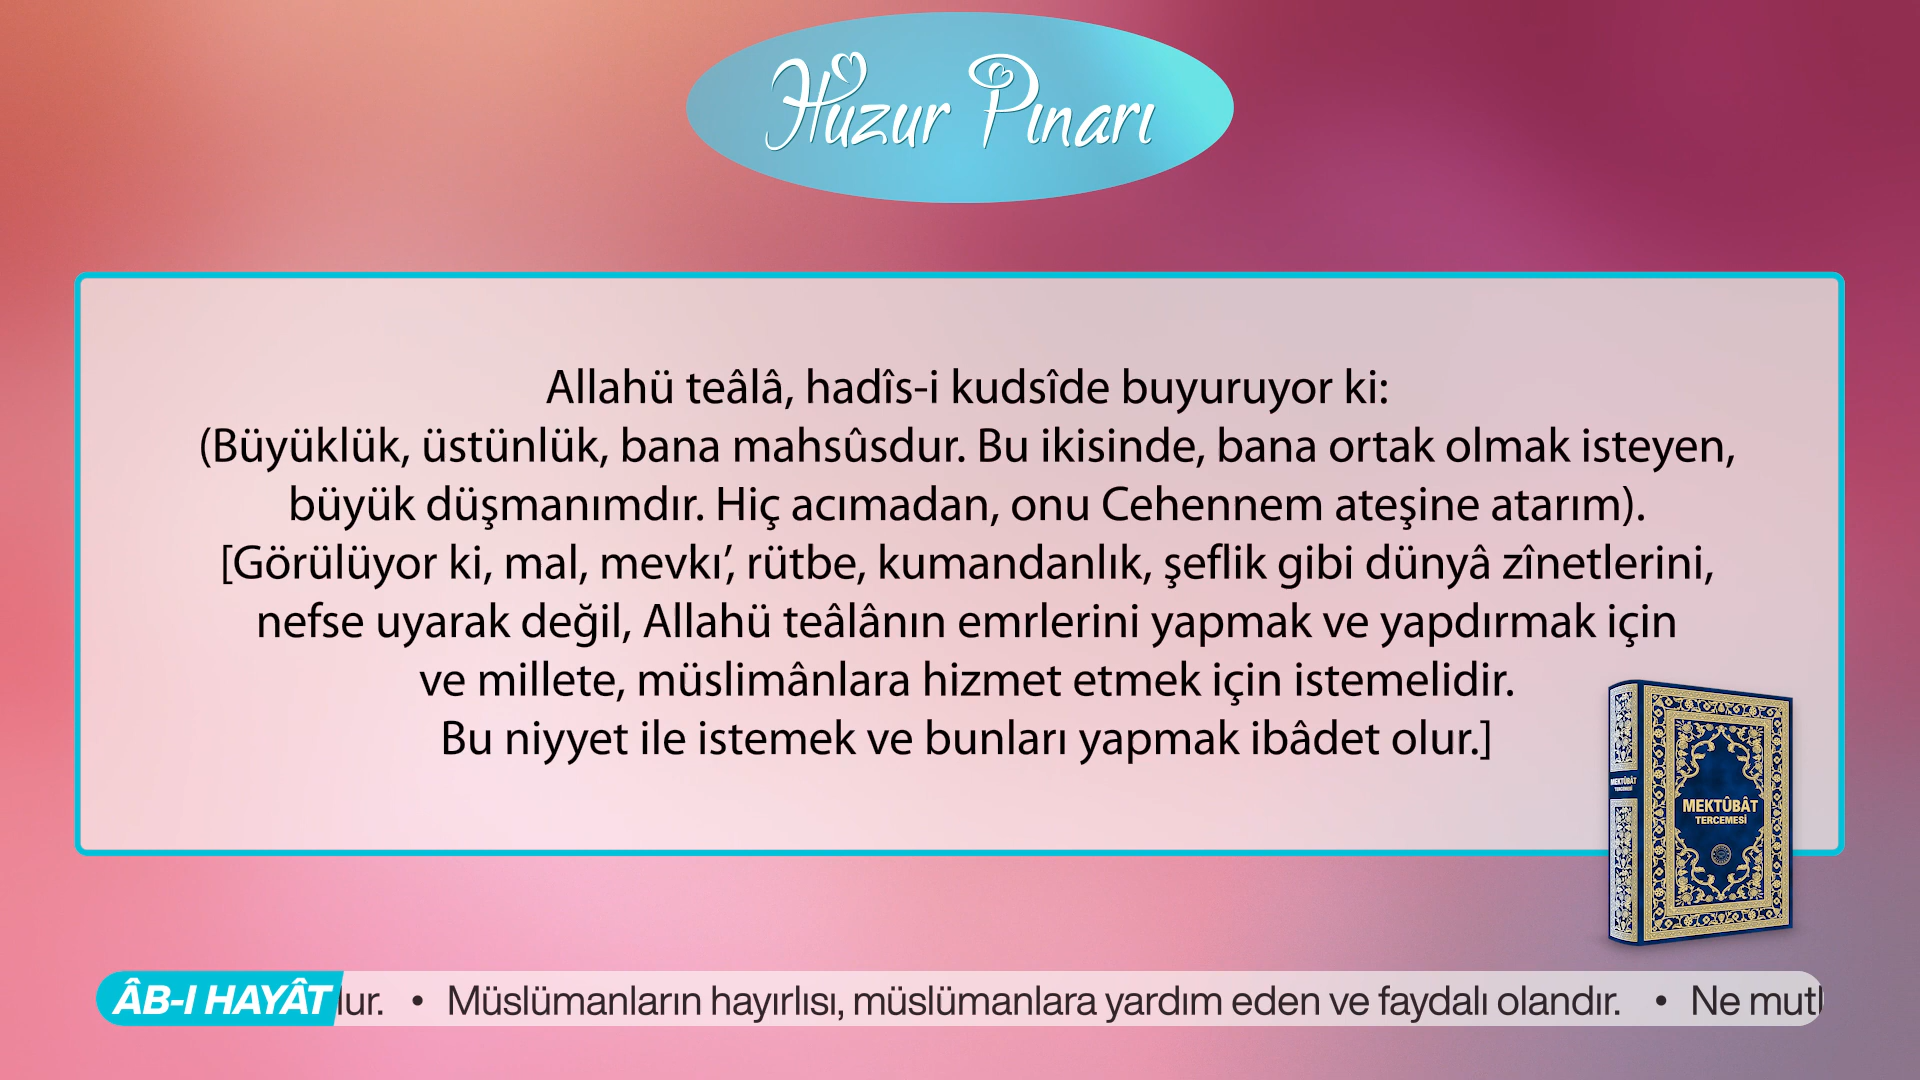 Huzur Pınarı
Allahü teâlâ, hadîs-i kudsîde buyuruyor ki:
(Büyüklük, üstünlük, bana mahsûsdur. Bu ikisinde, bana ortak olmak isteyen,
büyük düşmanımdır. Hiç acımadan, onu Cehennem ateşine atarım).
[Görülüyor ki, mal, mevkı’, rütbe, kumandanlık, şeflik gibi dünyâ zînetlerini,
nefse uyarak değil, Allahü teâlânın emrlerini yapmak ve yapdırmak için
ve millete, müslimânlara hizmet etmek için istemelidir.
Bu niyyet ile istemek ve bunları yapmak ibâdet olur.]
MEKTÛBÂT
TERCEMESİ
MEKTÛBÂT
TERCEMESİ
ÂB-I HAYÂT lur. • Müslümanların hayırlısı, müslümanlara yardım eden ve faydalı olandır. • Ne mutl